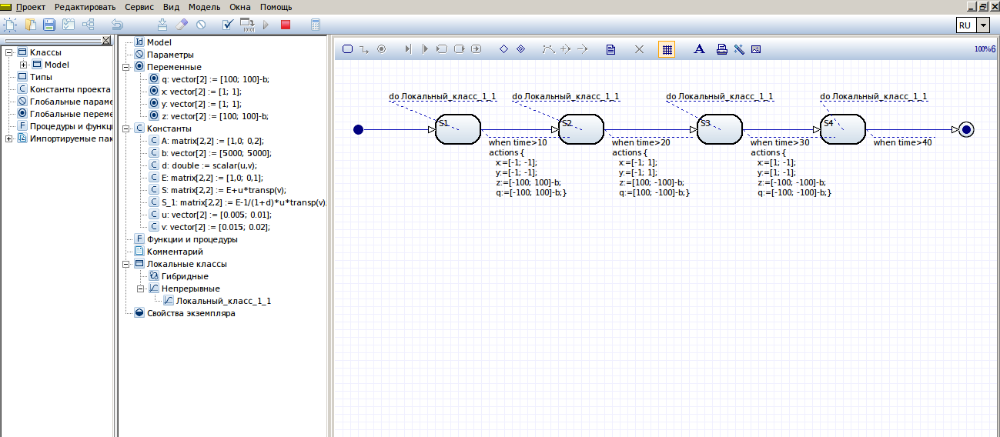 Проект Редактировать Сервис Вид Модель Окна Помощь
RU
Классы
Model
Типы
Константы проекта
Глобальные параме
Глобальные переме
Процедуры и функц
Импортируемые пак
Model
Параметры
Переменные
q: vector[2] := [100; 100]-b;
x: vector[2] := [1; 1];
y: vector[2] := [1; 1];
z: vector[2] := [100; 100]-b;
Константы
A: matrix[2,2] := [1,0; 0,2];
b: vector[2] := [5000; 5000];
d: double := scalar(u,v);
E: matrix[2,2] := [1,0; 0,1];
S: matrix[2,2] := E+u*transp(v);
S_1: matrix[2,2] := E-1/(1+d)*u*transp(v);
u: vector[2] := [0.005; 0.01];
v: vector[2] := [0.015; 0.02];
Функции и процедуры
Комментарий
Локальные классы
Гибридные
Непрерывные
Локальный_класс_1_1
Свойства экземпляра
100%6
do Локальный_класс_1_1 do Локальный_класс_1_1 do Локальный_класс_1_1 do Локальный_класс_1_1
S1 S2 S3 S4
when time>10
actions {
x:=[-1; -1];
y:=[-1; -1];
z:=[-100; 100]-b;
q:=[-100; 100]-b;}
when time>20
actions {
x:=[-1; 1];
y:=[-1; 1];
z:=[100; -100]-b;
q:=[100; -100]-b;}
when time>30
actions {
x:=[1; -1];
y:=[1; -1];
z:=[-100; -100]-b;
q:=[-100; -100]-b;}
when time>40